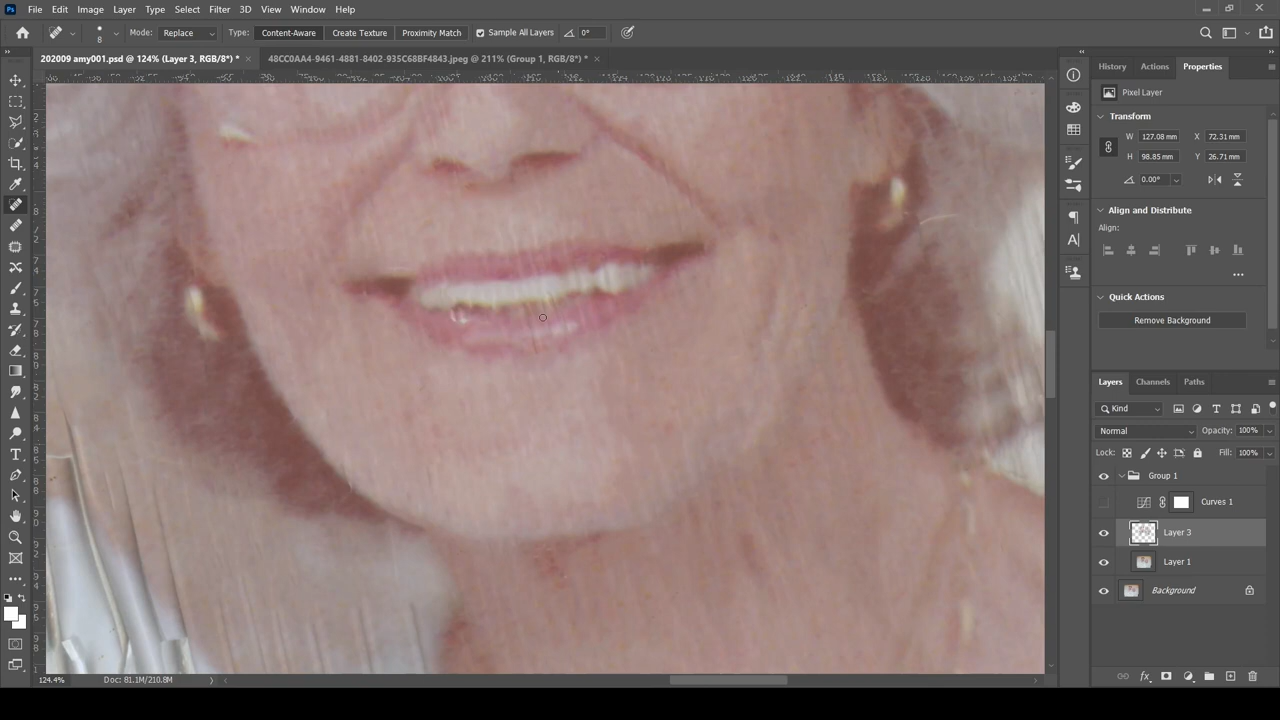 Ps File Edit Image Layer Type Select Filter 3D View Window Help
8 Mode: Replace Type: Content-Aware Create Texture Proximity Match Sample All Layers 0°
202009 amy001.psd @ 124% (Layer 3, RGB/8*) * × 48CC0AA4-9461-4881-8402-935C68BF4843.jpeg @ 211% (Group 1, RGB/8*) * ×
History Actions Properties
Pixel Layer
Transform
W 127.08 mm X 72.31 mm
H 98.85 mm Y 26.71 mm
0.00°
Align and Distribute
Align:
Quick Actions
Remove Background
Layers Channels Paths
Kind
Normal Opacity: 100%
Lock: Fill: 100%
Group 1
Curves 1
Layer 3
Layer 1
Background
124.4% Doc: 81.1M/210.8M
fx